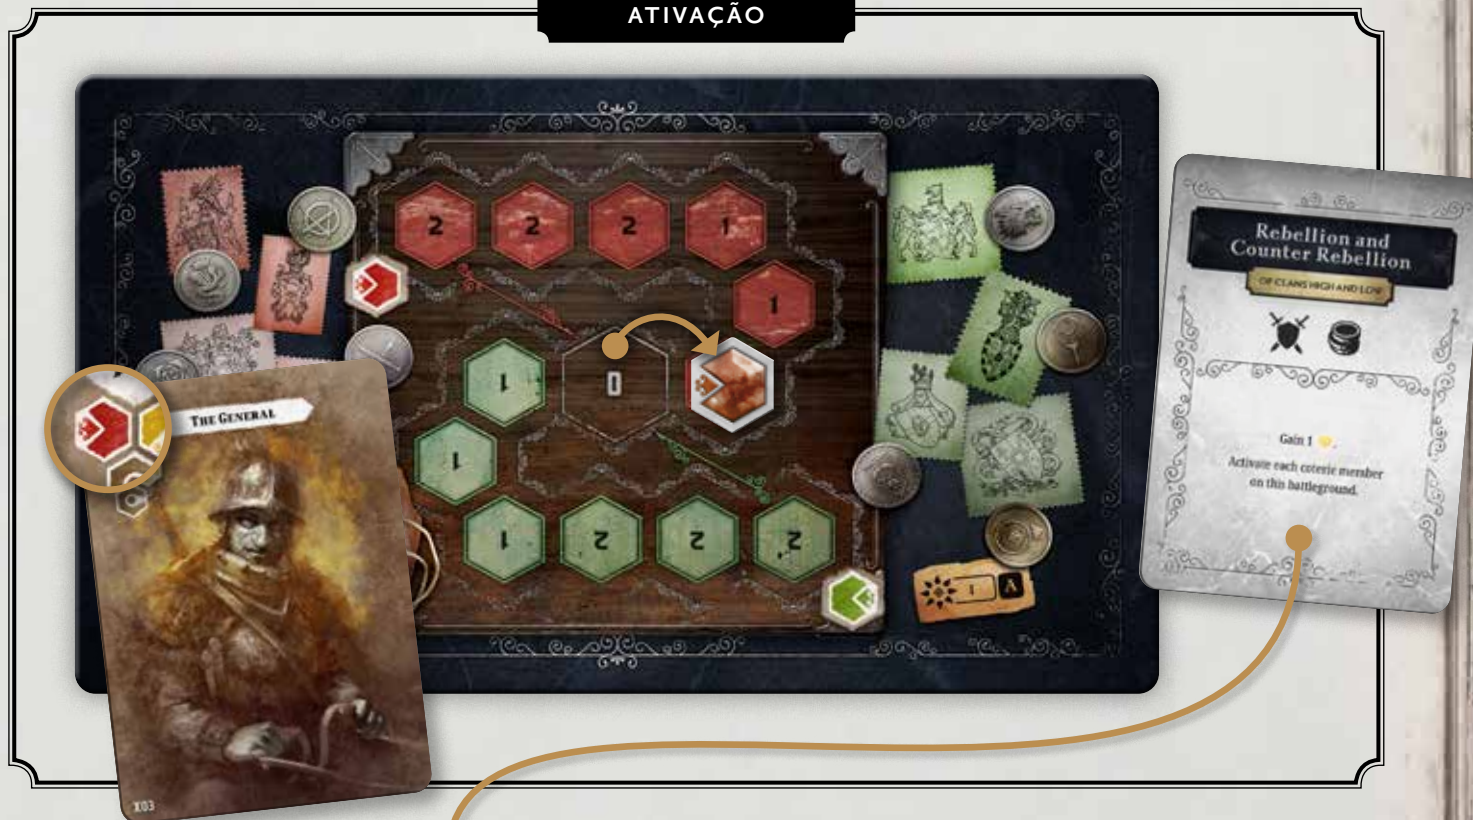 ATIVAÇÃO
2
2
2
1
1
1
0
1
1
2
2
2
1 A
THE GENERAL
X03
Rebellion and
Counter Rebellion
OF CLANS HIGH AND LOW
Gain 1
Activate each coterie member
on this battleground.